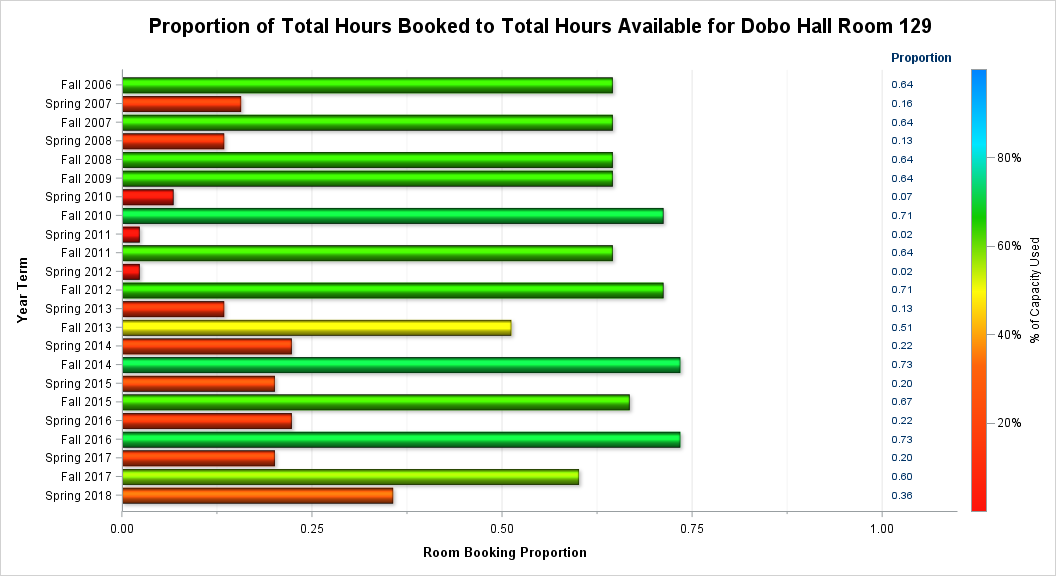 Proportion of Total Hours Booked to Total Hours Available for Dobo Hall Room 129
Proportion
Fall 2006 0.64
Spring 2007 0.16
Fall 2007 0.64
Spring 2008 0.13
Fall 2008 0.64
Fall 2009 0.64
Spring 2010 0.07
Fall 2010 0.71
Spring 2011 0.02
Fall 2011 0.64
Spring 2012 0.02
Fall 2012 0.71
Spring 2013 0.13
Fall 2013 0.51
Spring 2014 0.22
Fall 2014 0.73
Spring 2015 0.20
Fall 2015 0.67
Spring 2016 0.22
Fall 2016 0.73
Spring 2017 0.20
Fall 2017 0.60
Spring 2018 0.36
Year Term
80%
60%
40%
20%
% of Capacity Used
0.00 0.25 0.50 0.75 1.00
Room Booking Proportion